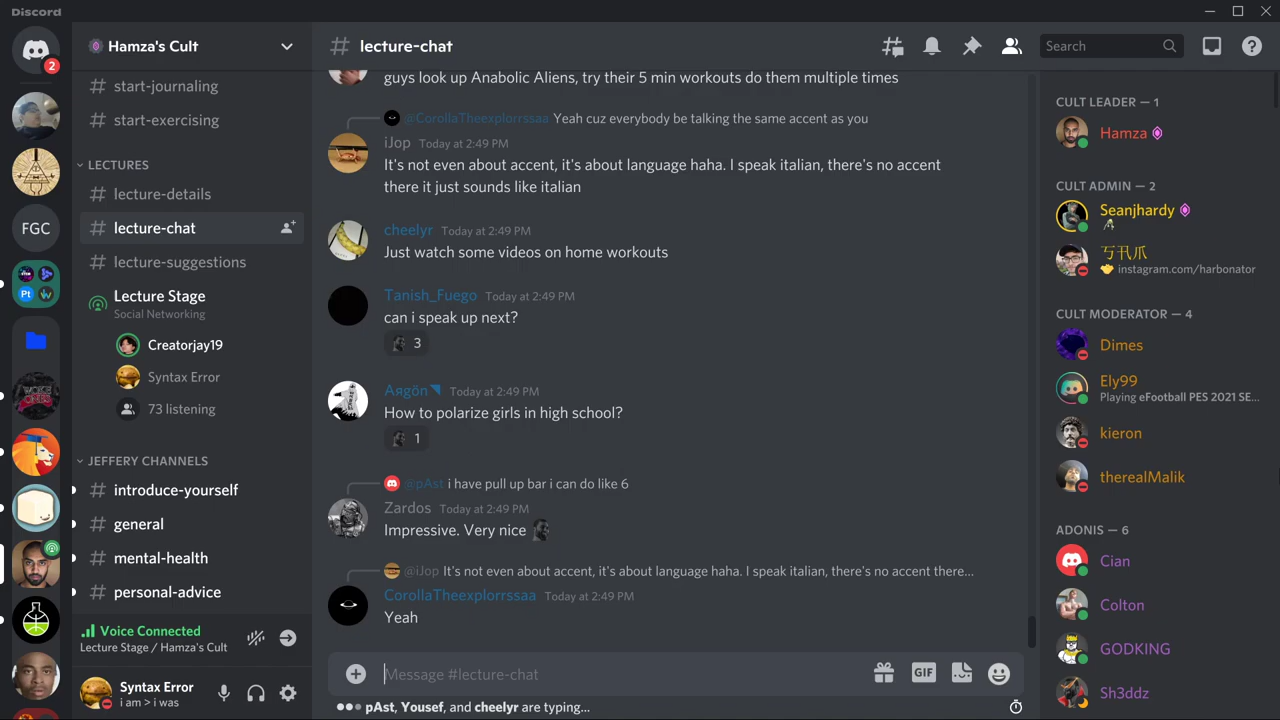 Discord
2
FGC
Pt
Hamza's Cult
start-journaling
start-exercising
LECTURES
lecture-details
lecture-chat
lecture-suggestions
Lecture Stage
Social Networking
Creatorjay19
Syntax Error
73 listening
JEFFERY CHANNELS
introduce-yourself
general
mental-health
personal-advice
Voice Connected
Lecture Stage / Hamza's Cult
Syntax Error
i am > i was
lecture-chat
Search
guys look up Anabolic Aliens, try their 5 min workouts do them multiple times
@CorollaTheexplorrssaa Yeah cuz everybody be talking the same accent as you
iJop Today at 2:49 PM
It's not even about accent, it's about language haha. I speak italian, there's no accent
there it just sounds like italian
cheelyr Today at 2:49 PM
Just watch some videos on home workouts
Tanish_Fuego Today at 2:49 PM
can i speak up next?
3
Aʀgön◥ Today at 2:49 PM
How to polarize girls in high school?
1
@pAst i have pull up bar i can do like 6
Zardos Today at 2:49 PM
Impressive. Very nice
@iJop It's not even about accent, it's about language haha. I speak italian, there's no accent there...
CorollaTheexplorrssaa Today at 2:49 PM
Yeah
Message #lecture-chat
GIF
pAst, Yousef, and cheelyr are typing...
CULT LEADER — 1
Hamza
CULT ADMIN — 2
Seanjhardy
instagram.com/harbonator
CULT MODERATOR — 4
Dimes
Ely99
Playing eFootball PES 2021 SE...
kieron
therealMalik
ADONIS — 6
Cian
Colton
GODKING
Sh3ddz